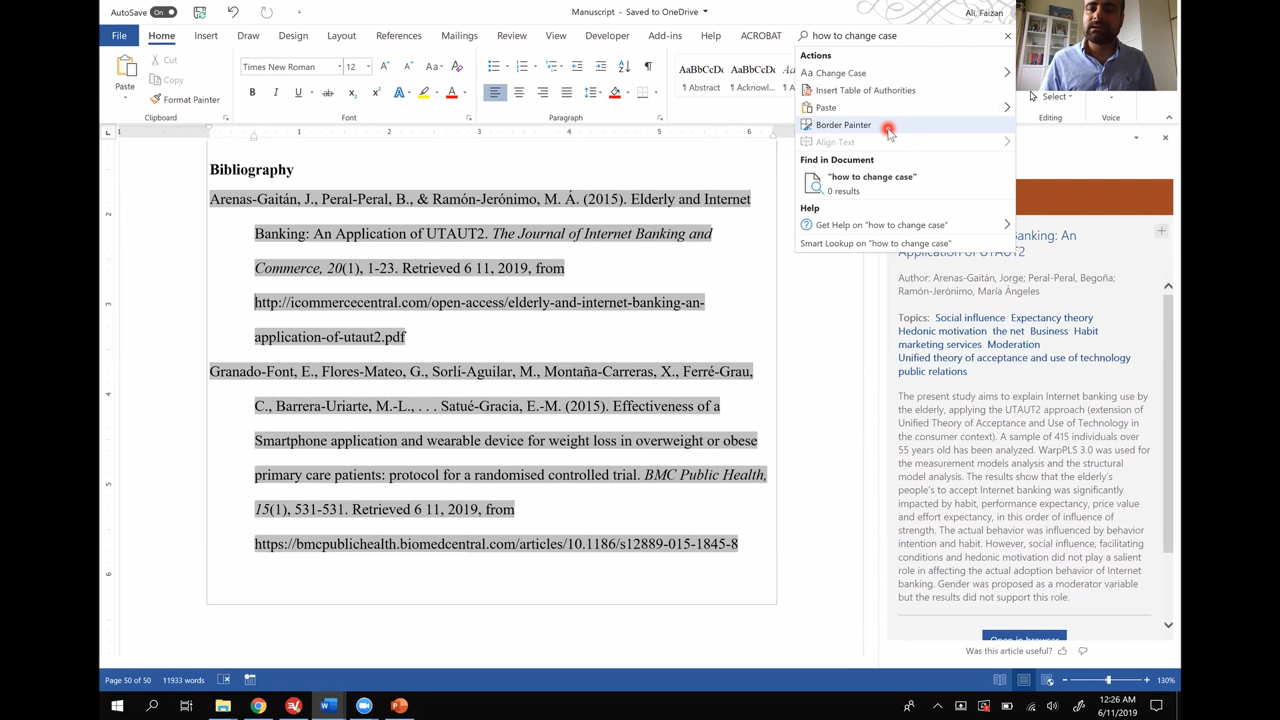 AutoSave On
Manuscript - Saved to OneDrive
Ali, Faizan
File Home Insert Draw Design Layout References Mailings Review View Developer Add-ins Help ACROBAT
how to change case
Paste
Cut
Copy
Format Painter
Clipboard
Times New Roman 12
Font
Paragraph
AaBbCcDc AaBbCcDc
¶ Abstract ¶ Acknowl...
Select
Editing
Voice
Actions
Change Case
Insert Table of Authorities
Paste
Border Painter
Align Text
Find in Document
"how to change case"
0 results
Help
Get Help on "how to change case"
Smart Lookup on "how to change case"
Bibliography
Arenas-Gaitán, J., Peral-Peral, B., & Ramón-Jerónimo, M. Á. (2015). Elderly and Internet
Banking: An Application of UTAUT2. The Journal of Internet Banking and
Commerce, 20(1), 1-23. Retrieved 6 11, 2019, from
http://icommercecentral.com/open-access/elderly-and-internet-banking-an-
application-of-utaut2.pdf
Granado-Font, E., Flores-Mateo, G., Sorlí-Aguilar, M., Montaña-Carreras, X., Ferré-Grau,
C., Barrera-Uriarte, M.-L., . . . Satué-Gracia, E.-M. (2015). Effectiveness of a
Smartphone application and wearable device for weight loss in overweight or obese
primary care patients: protocol for a randomised controlled trial. BMC Public Health,
15(1), 531-531. Retrieved 6 11, 2019, from
https://bmcpublichealth.biomedcentral.com/articles/10.1186/s12889-015-1845-8
Banking: An
Application of UTAUT2
Author: Arenas-Gaitán, Jorge; Peral-Peral, Begoña;
Ramón-Jerónimo, María Ángeles
Topics: Social influence Expectancy theory
Hedonic motivation the net Business Habit
marketing services Moderation
Unified theory of acceptance and use of technology
public relations
The present study aims to explain Internet banking use by
the elderly, applying the UTAUT2 approach (extension of
Unified Theory of Acceptance and Use of Technology in
the consumer context). A sample of 415 individuals over
55 years old has been analyzed. WarpPLS 3.0 was used for
the measurement models analysis and the structural
model analysis. The results show that the elderly's
people's to accept Internet banking was significantly
impacted by habit, performance expectancy, price value
and effort expectancy, in this order of influence of
strength. The actual behavior was influenced by behavior
intention and habit. However, social influence, facilitating
conditions and hedonic motivation did not play a salient
role in affecting the actual adoption behavior of Internet
banking. Gender was proposed as a moderator variable
but the results did not support this role.
Open in browser
Was this article useful?
Page 50 of 50 11933 words
130%
12:26 AM
6/11/2019